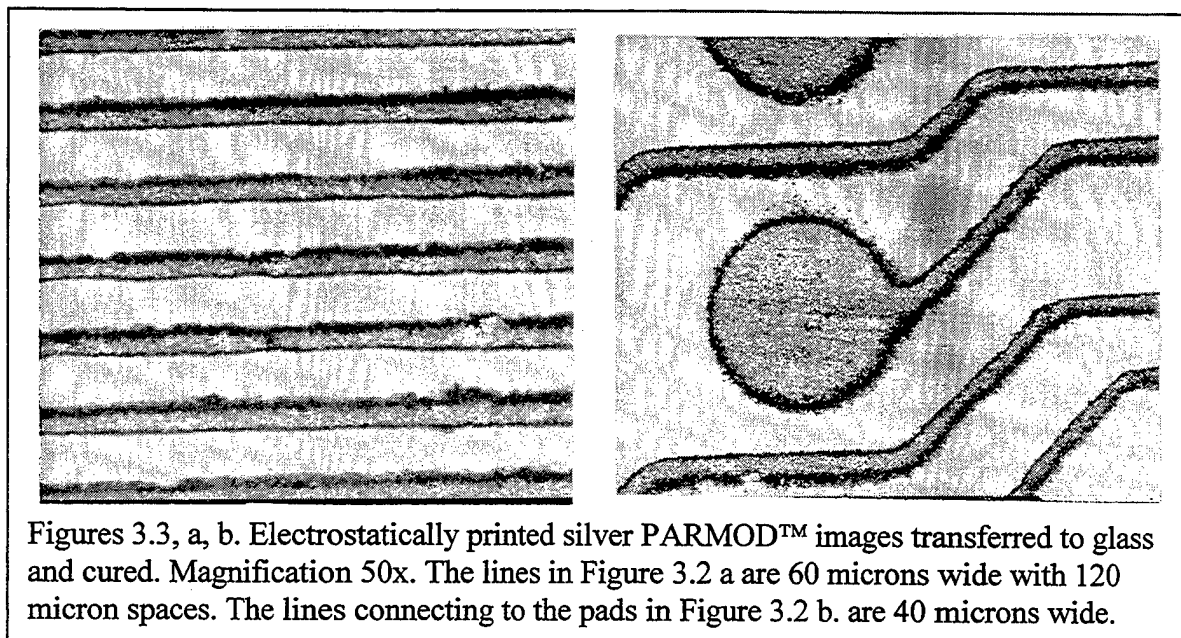 Figures 3.3, a, b. Electrostatically printed silver PARMOD™ images transferred to glass
and cured. Magnification 50x. The lines in Figure 3.2 a are 60 microns wide with 120
micron spaces. The lines connecting to the pads in Figure 3.2 b. are 40 microns wide.